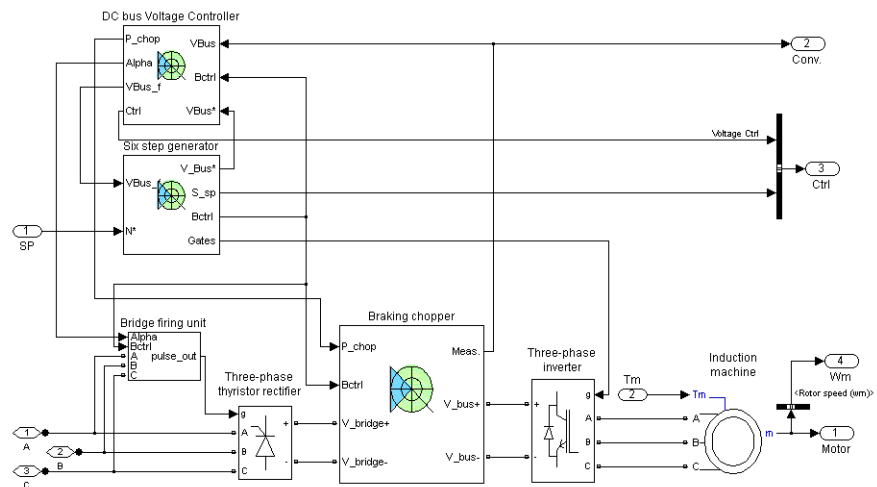 DC bus Voltage Controller
P_chop
VBus
Alpha
Bctrl
VBus_f
Ctrl
VBus*
2
Conv.
Voltage Ctrl
3
Ctrl
Six step generator
V_Bus*
VBus_f
S_sp
Bctrl
N*
Gates
1
SP
Bridge firing unit
Alpha
Bctrl
A
pulse_out
B
C
Three-phase
thyristor rectifier
g
A
+
B
C
-
1
A
2
B
3
C
Braking chopper
P_chop
Meas.
Bctrl
V_bridge+
V_bus+
V_bridge-
V_bus-
Three-phase
inverter
g
+
A
B
-
C
Tm
2
Induction
machine
Tm
A
B
C
m
4
Wm
<Rotor speed (wm)>
1
Motor